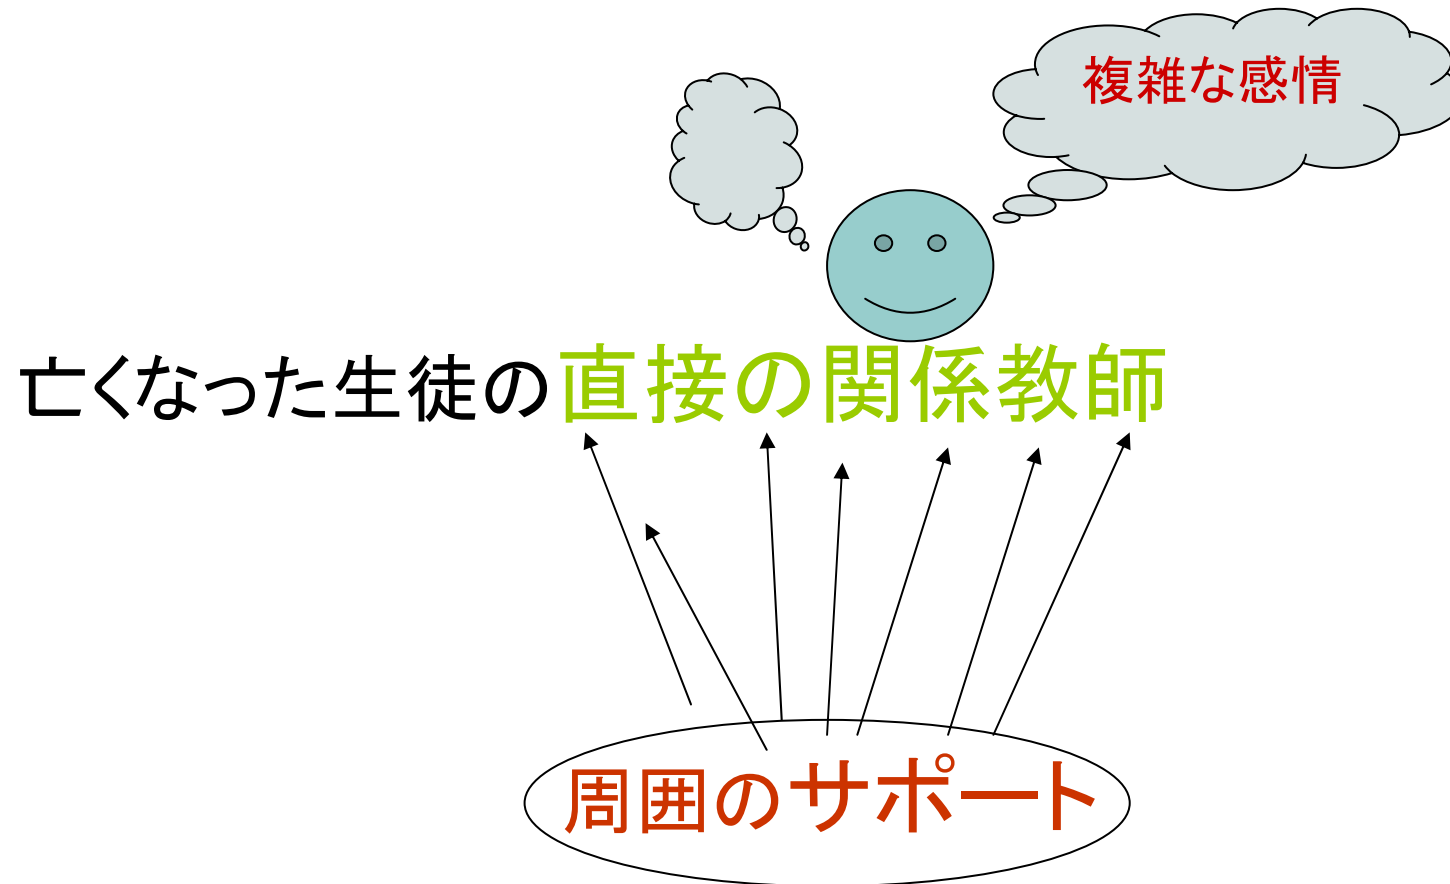 複雑な感情
亡くなった生徒の直接の関係教師
周囲のサポート